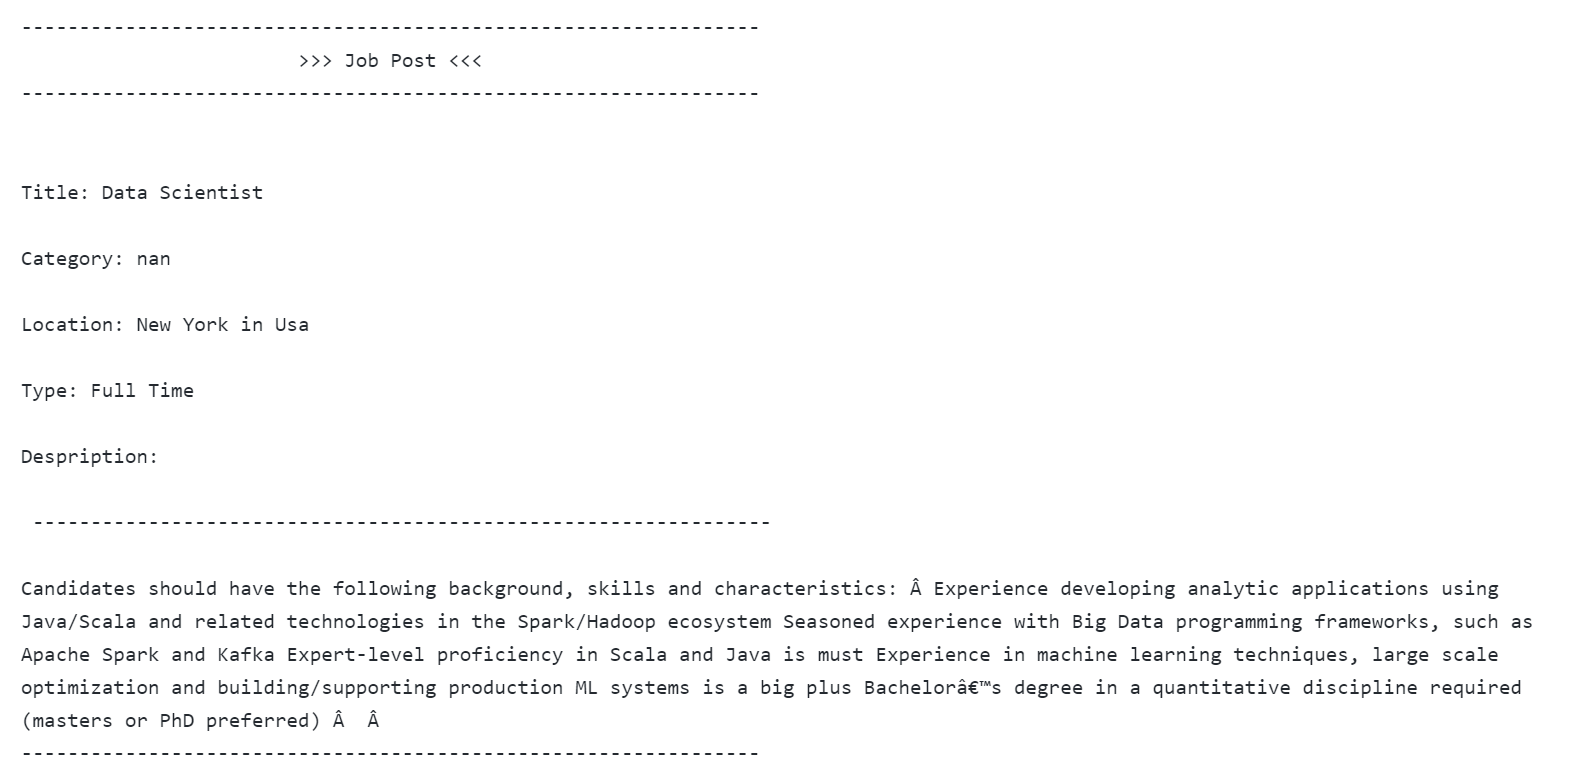 ----------------------------------------------------------------
>>> Job Post <<<
----------------------------------------------------------------
Title: Data Scientist
Category: nan
Location: New York in Usa
Type: Full Time
Despription:
----------------------------------------------------------------
Candidates should have the following background, skills and characteristics: Â Experience developing analytic applications using
Java/Scala and related technologies in the Spark/Hadoop ecosystem Seasoned experience with Big Data programming frameworks, such as
Apache Spark and Kafka Expert-level proficiency in Scala and Java is must Experience in machine learning techniques, large scale
optimization and building/supporting production ML systems is a big plus Bachelorâ€™s degree in a quantitative discipline required
(masters or PhD preferred) Â  Â
----------------------------------------------------------------